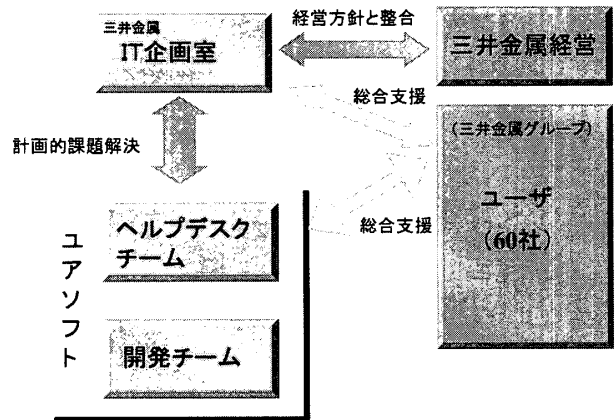 三井金属
IT企画室
経営方針と整合
三井金属経営
総合支援
(三井金属グループ)
ユーザ
(60社)
計画的課題解決
総合支援
ユアソフト
ヘルプデスク
チーム
開発チーム